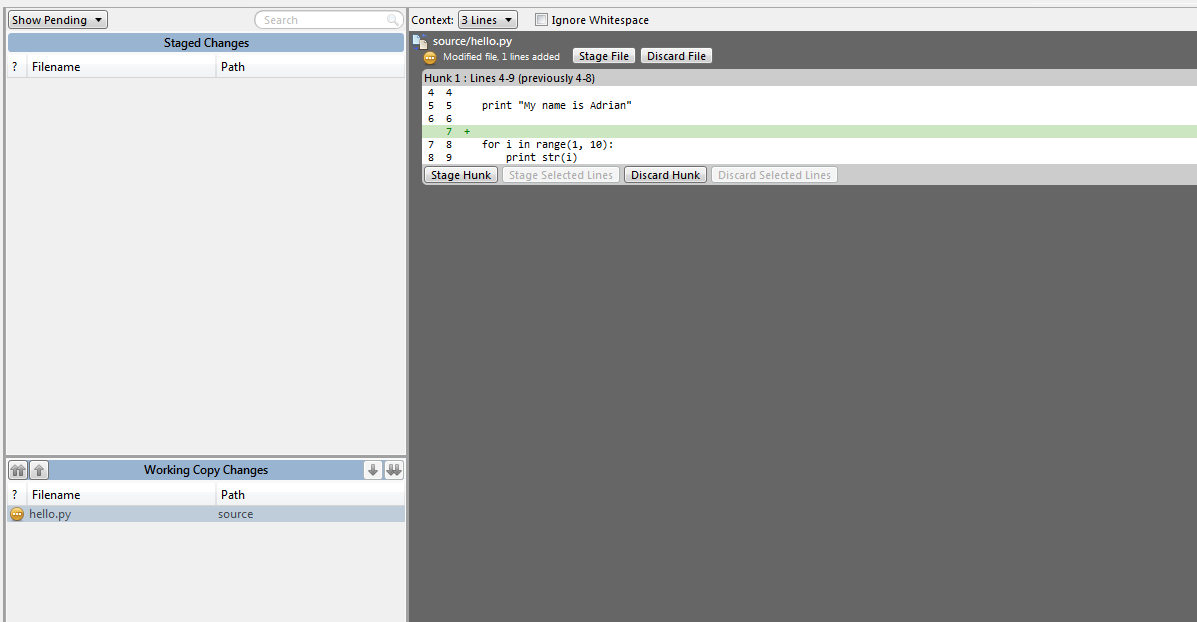 Show Pending
Search
Staged Changes
? Filename Path
Working Copy Changes
? Filename Path
hello.py source
Context: 3 Lines Ignore Whitespace
source/hello.py
Modified file, 1 lines added Stage File Discard File
Hunk 1 : Lines 4-9 (previously 4-8)
4 4
5 5 print "My name is Adrian"
6 6
7 +
7 8 for i in range(1, 10):
8 9 print str(i)
Stage Hunk Stage Selected Lines Discard Hunk Discard Selected Lines